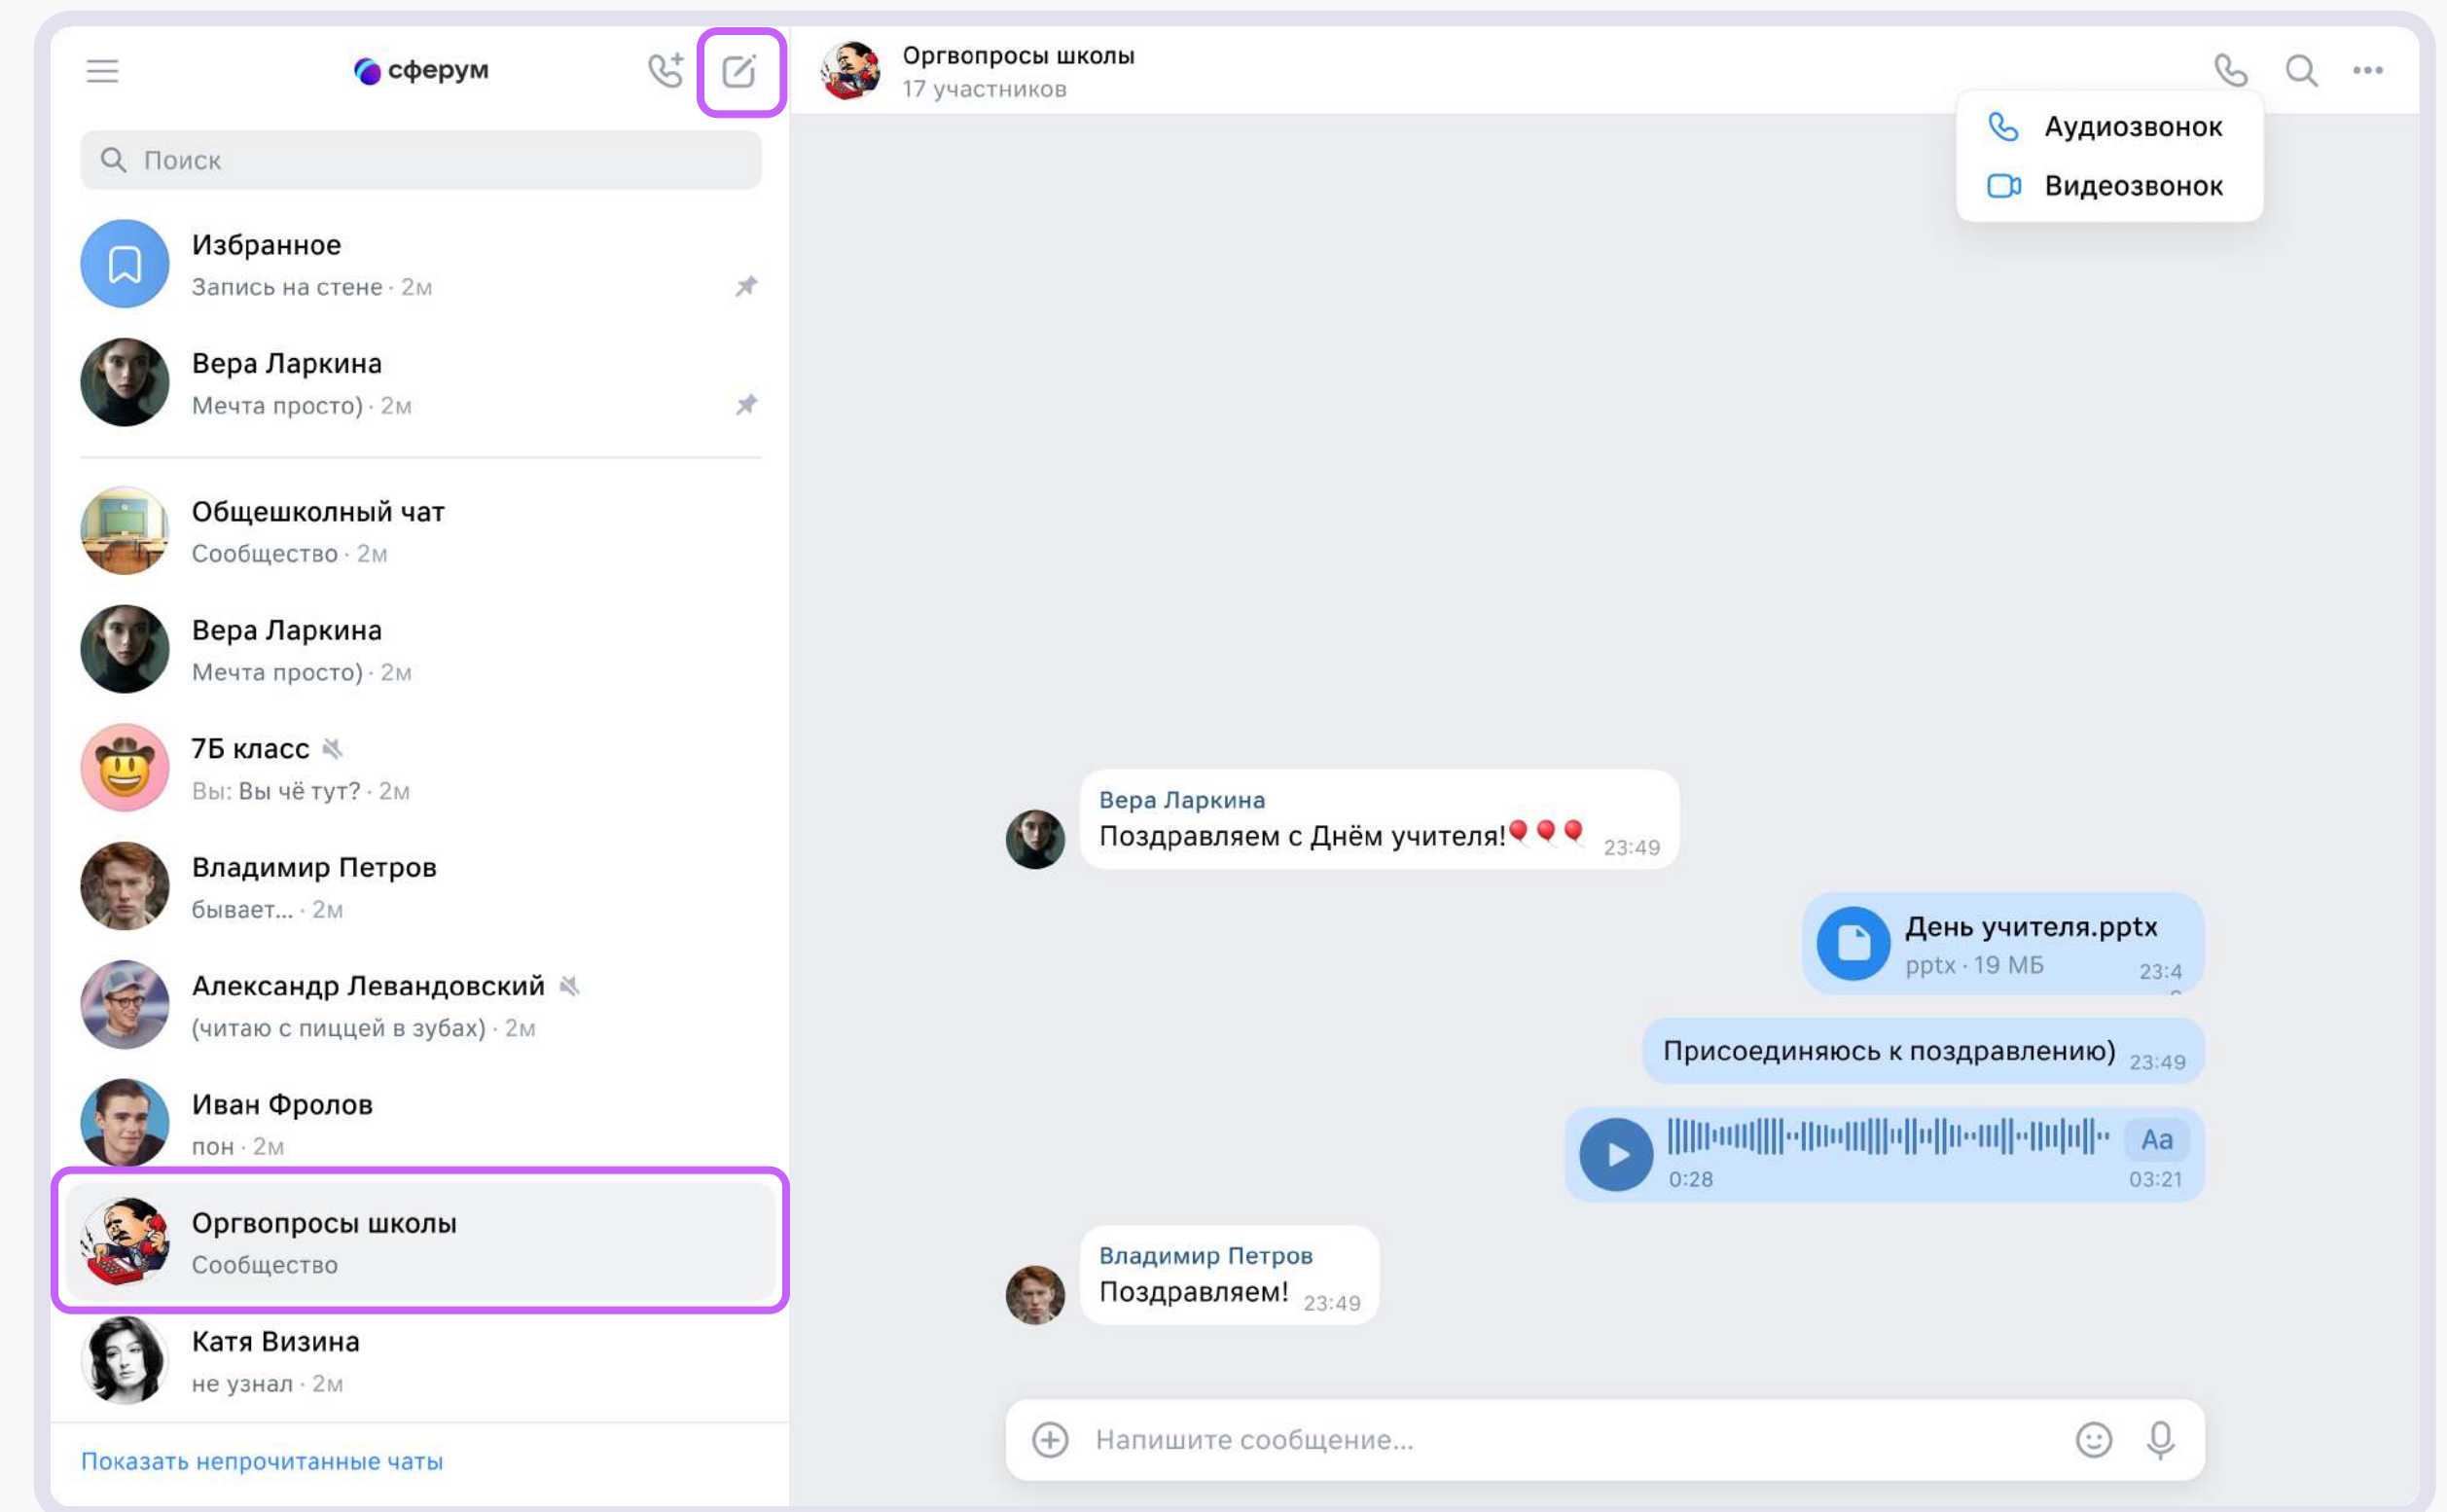 сферум
Поиск
Избранное
Запись на стене · 2м
Вера Ларкина
Мечта просто) · 2м
Общешколный чат
Сообщество · 2м
Вера Ларкина
Мечта просто) · 2м
7Б класс
Вы: Вы чё тут? · 2м
Владимир Петров
бывает... · 2м
Александр Левандовский
(читаю с пиццей в зубах) · 2м
Иван Фролов
пон · 2м
Оргвопросы школы
Сообщество
Катя Визина
не узнал · 2м
Показать непрочитанные чаты
Оргвопросы школы
17 участников
Аудиозвонок
Видеозвонок
Вера Ларкина
Поздравляем с Днём учителя!🎈🎈🎈 23:49
День учителя.pptx
pptx · 19 МБ 23:4
Присоединяюсь к поздравлению) 23:49
Aa
0:28 03:21
Владимир Петров
Поздравляем! 23:49
Напишите сообщение...